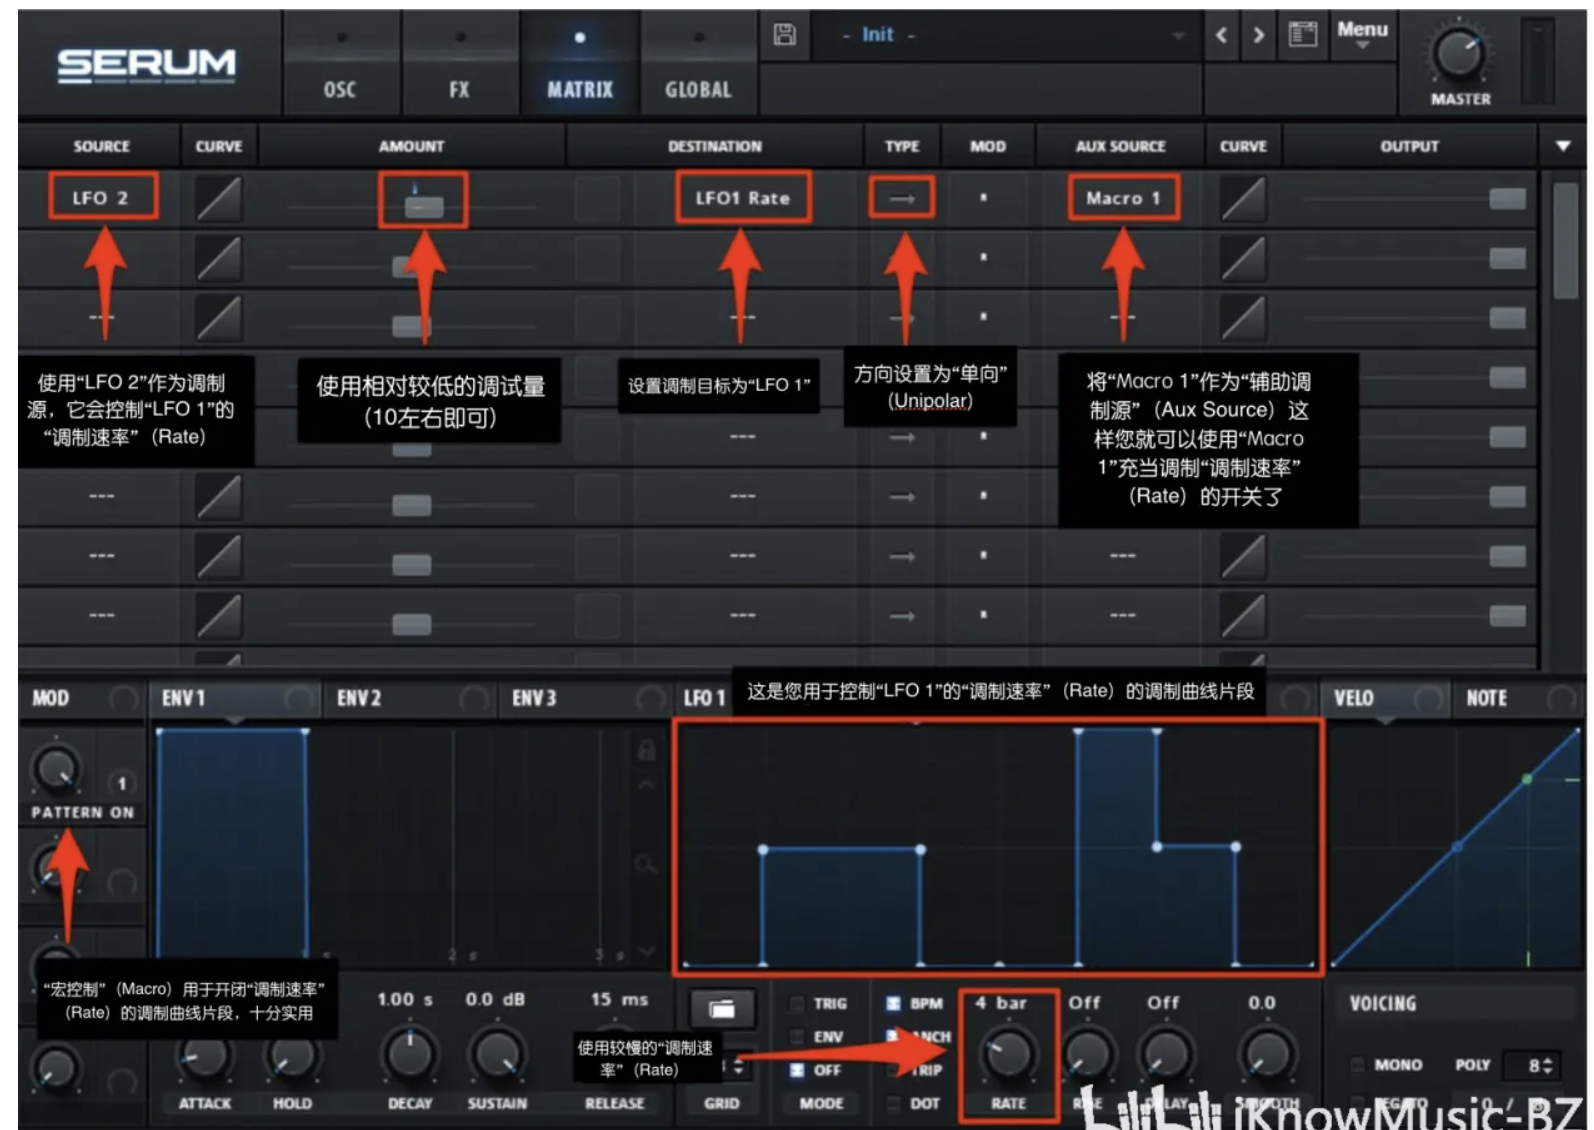 SERUM
OSC
FX
MATRIX
GLOBAL
- Init -
Menu
MASTER
SOURCE
CURVE
AMOUNT
DESTINATION
TYPE
MOD
AUX SOURCE
CURVE
OUTPUT
LFO 2
LFO1 Rate
Macro 1
使用“LFO 2”作为调制
源，它会控制“LFO 1”的
“调制速率”（Rate）
使用相对较低的调试量
（10左右即可）
设置调制目标为“LFO 1”
方向设置为“单向”
（Unipolar）
将“Macro 1”作为“辅助调
制源”（Aux Source）这
样您就可以使用“Macro
1”充当调制“调制速率”
（Rate）的开关了
MOD
ENV 1
ENV 2
ENV 3
LFO 1
这是您用于控制“LFO 1”的“调制速率”（Rate）的调制曲线片段
VELO
NOTE
1
PATTERN ON
2 s
3 s
“宏控制”（Macro）用于开闭“调制速率”
（Rate）的调制曲线片段，十分实用
1.00 s
0.0 dB
15 ms
使用较慢的“调制速
率”（Rate）
TRIG
ENV
OFF
BPM
ANCH
TRIP
DOT
4 bar
Off
Off
0.0
VOICING
MONO
POLY
8
ATTACK
HOLD
DECAY
SUSTAIN
RELEASE
GRID
MODE
RATE
RISE
DELAY
SMOOTH
LEGATO
bilibili iKnowMusic-BZ